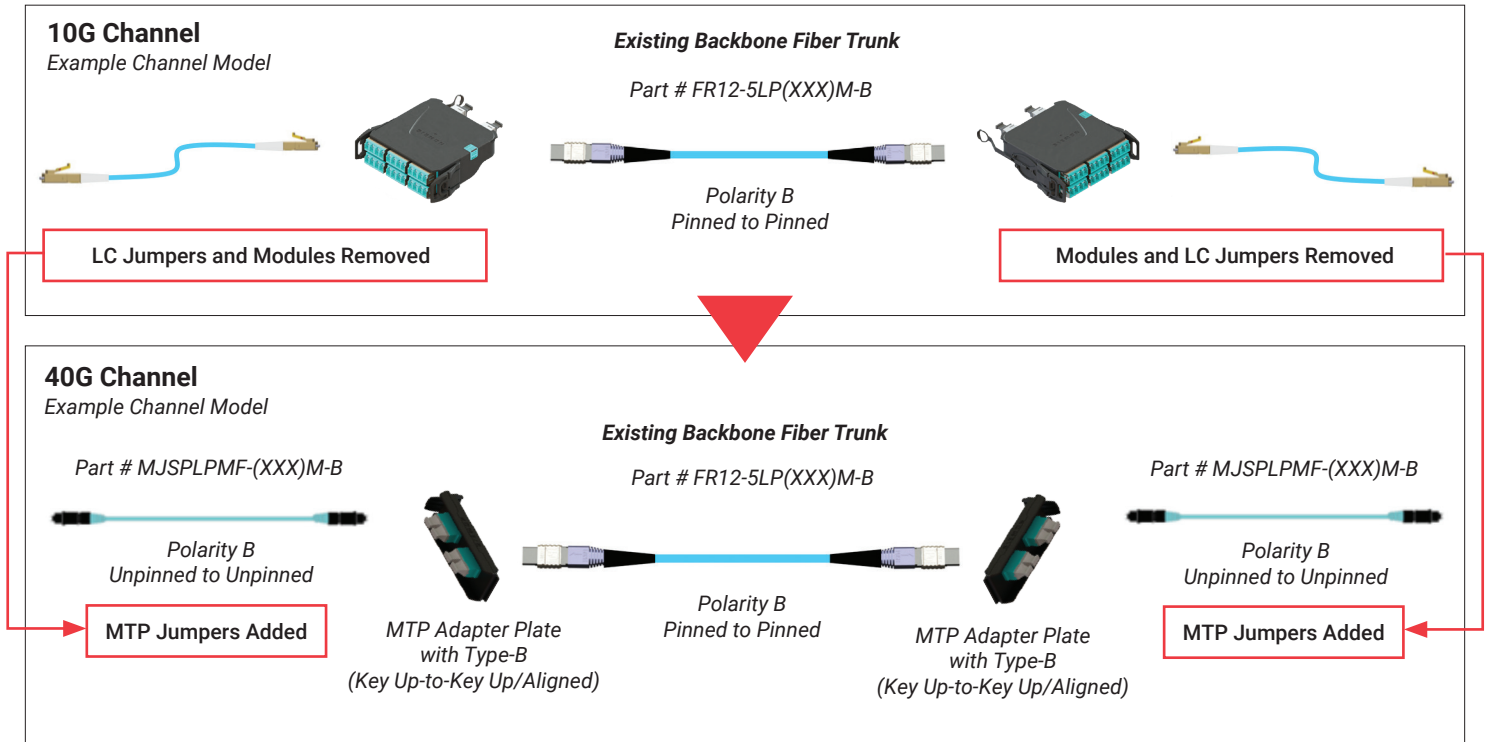 10G Channel
Example Channel Model
Existing Backbone Fiber Trunk
Part # FR12-5LP(XXX)M-B
Polarity B
Pinned to Pinned
LC Jumpers and Modules Removed
Modules and LC Jumpers Removed
40G Channel
Example Channel Model
Existing Backbone Fiber Trunk
Part # MJSPLPMF-(XXX)M-B
Part # FR12-5LP(XXX)M-B
Part # MJSPLPMF-(XXX)M-B
Polarity B
Unpinned to Unpinned
MTP Jumpers Added
MTP Adapter Plate
with Type-B
(Key Up-to-Key Up/Aligned)
Polarity B
Pinned to Pinned
MTP Adapter Plate
with Type-B
(Key Up-to-Key Up/Aligned)
Polarity B
Unpinned to Unpinned
MTP Jumpers Added